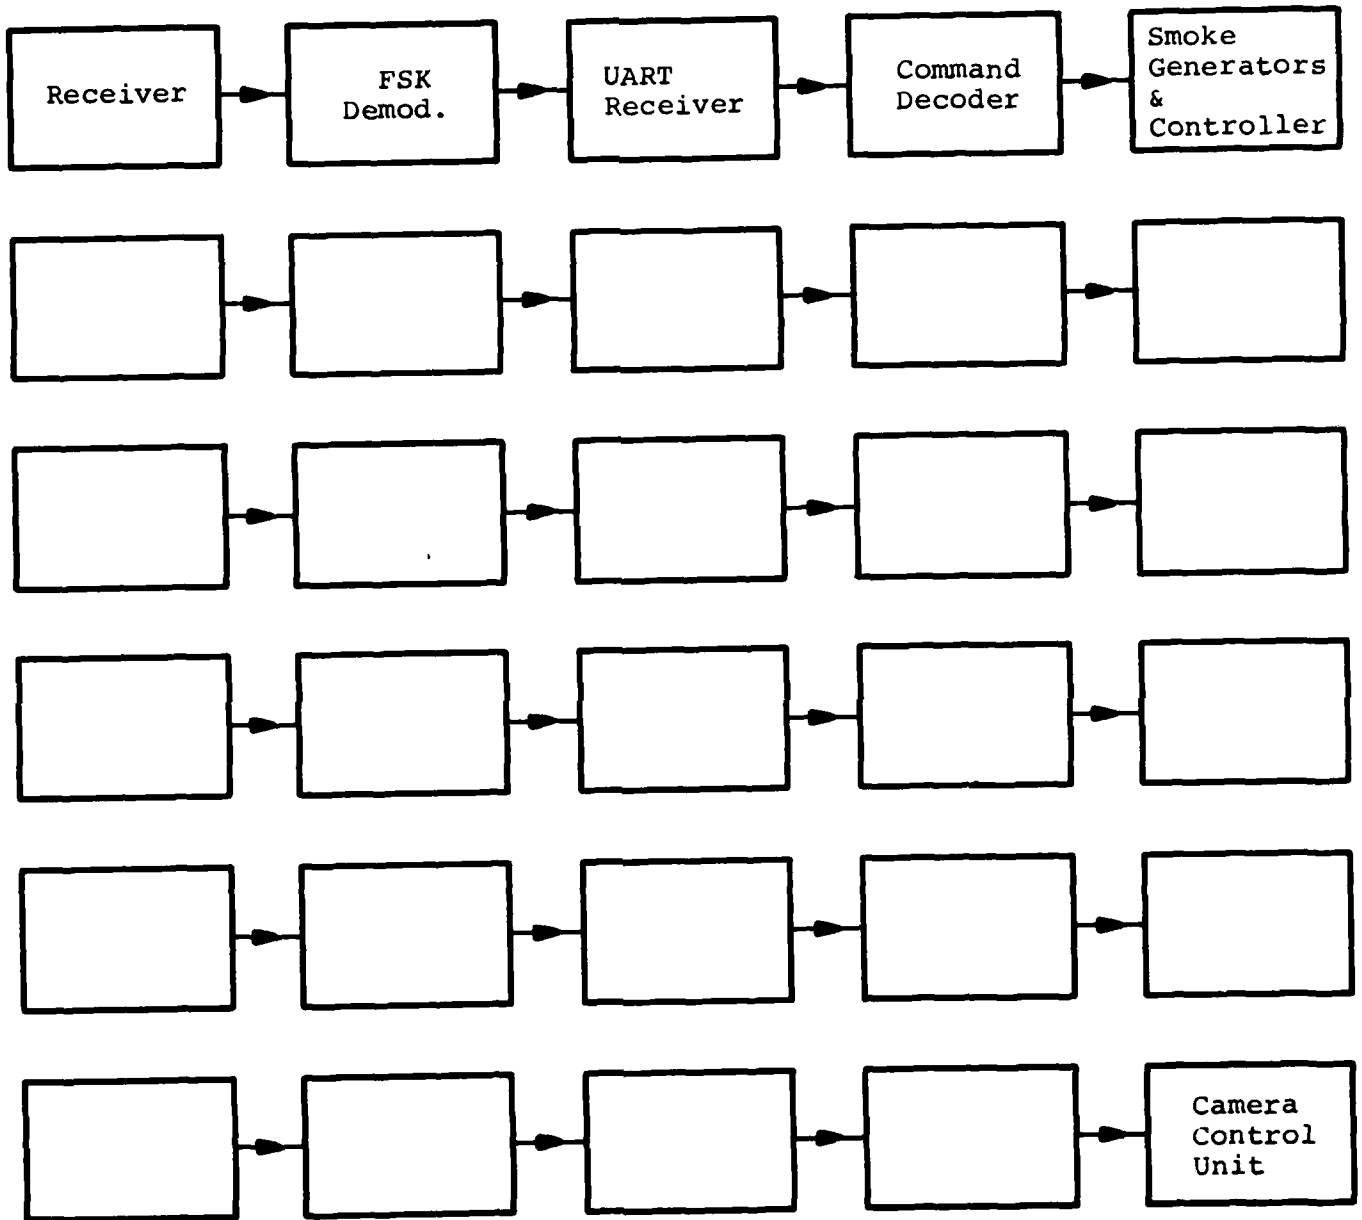 Receiver
FSK
Demod.
UART
Receiver
Command
Decoder
Smoke
Generators
&
Controller
Camera
Control
Unit